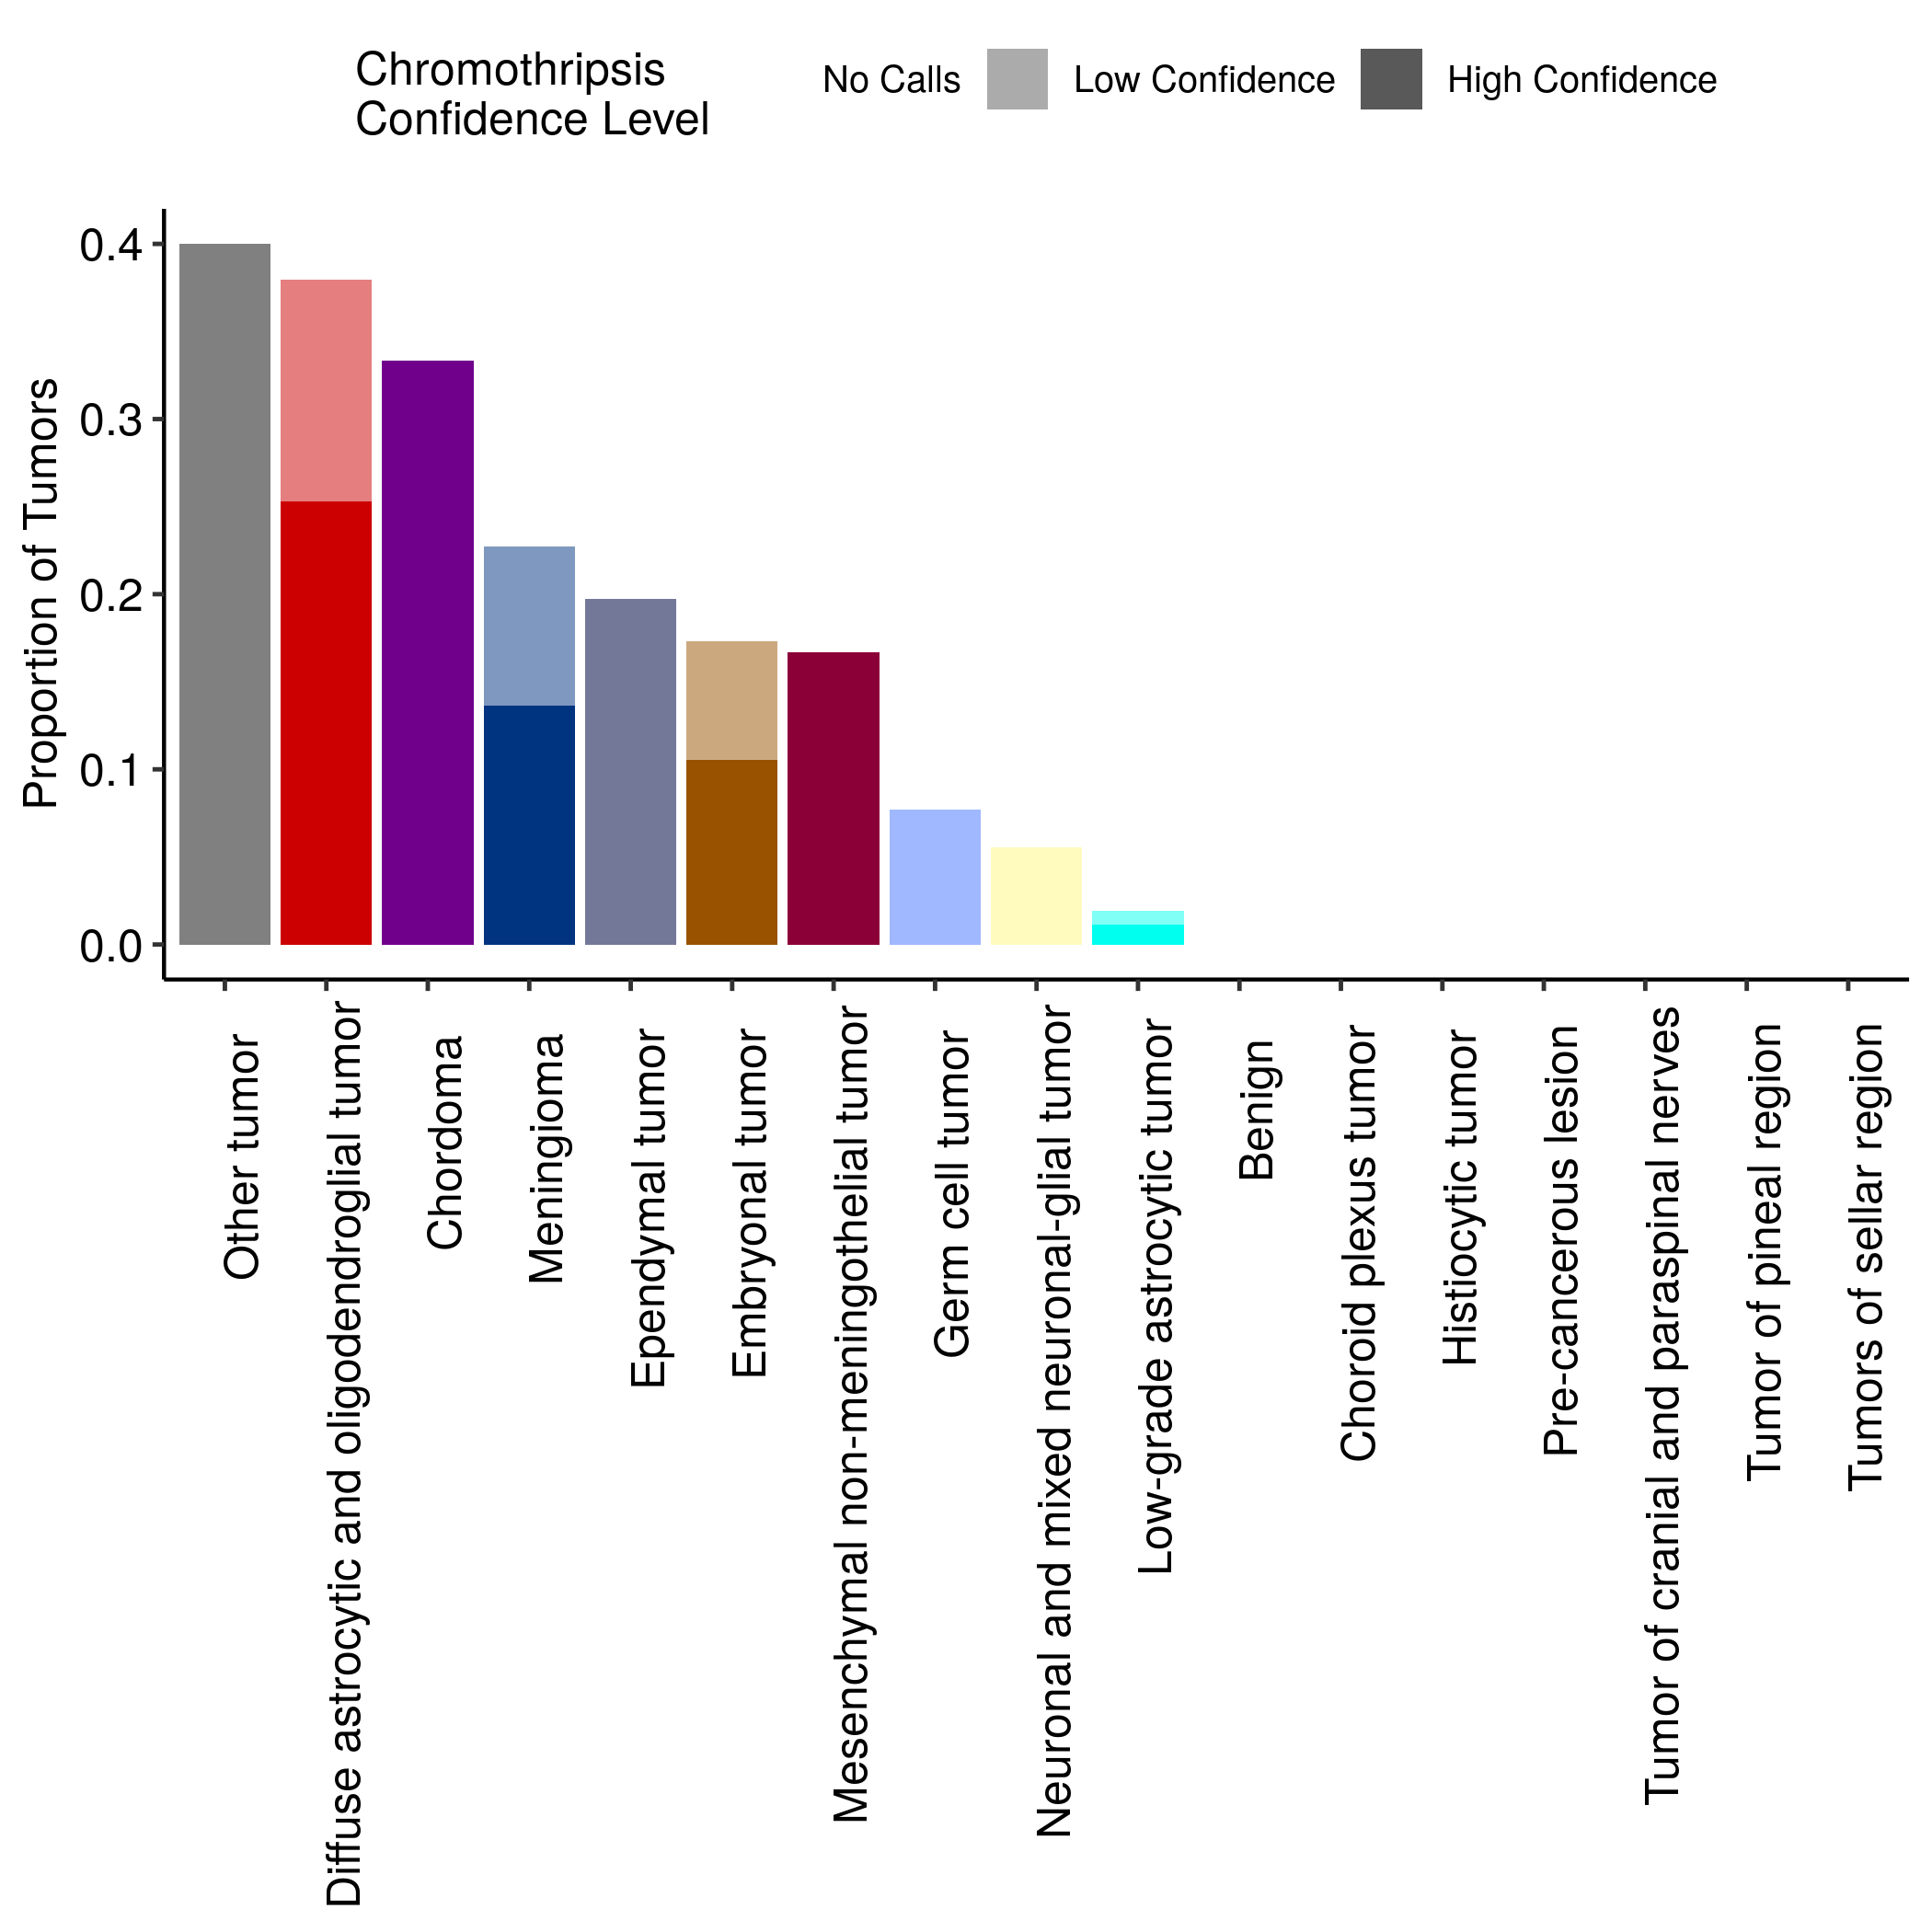 Chromothripsis
Confidence Level
No Calls
Low Confidence
High Confidence
Proportion of Tumors
0.4
0.3
0.2
0.1
0.0
Other tumor
Diffuse astrocytic and oligodendroglial tumor
Chordoma
Meningioma
Ependymal tumor
Embryonal tumor
Mesenchymal non-meningothelial tumor
Germ cell tumor
Neuronal and mixed neuronal-glial tumor
Low-grade astrocytic tumor
Benign
Choroid plexus tumor
Histiocytic tumor
Pre-cancerous lesion
Tumor of cranial and paraspinal nerves
Tumor of pineal region
Tumors of sellar region